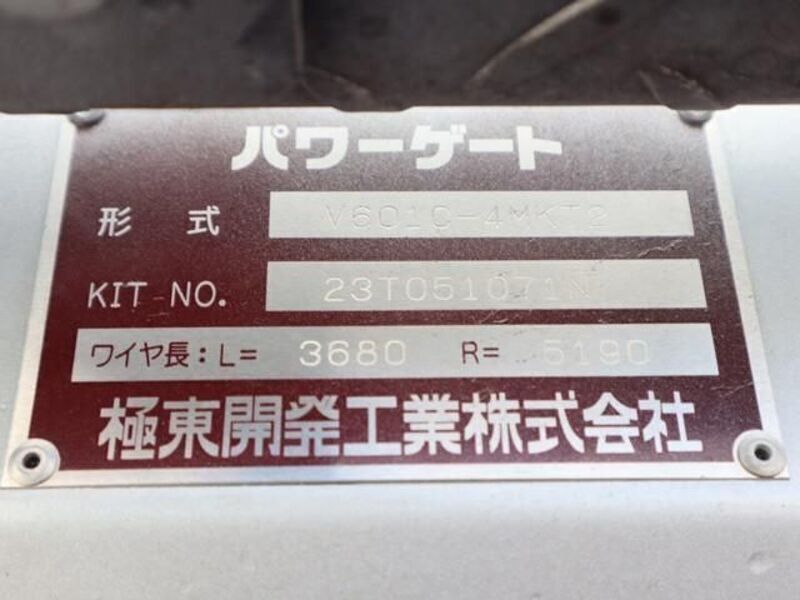 パワーゲート
形式 V601C-4MKT2
KIT NO. 23T051071N
ワイヤ長:L= 3680 R= 5190
極東開発工業株式会社